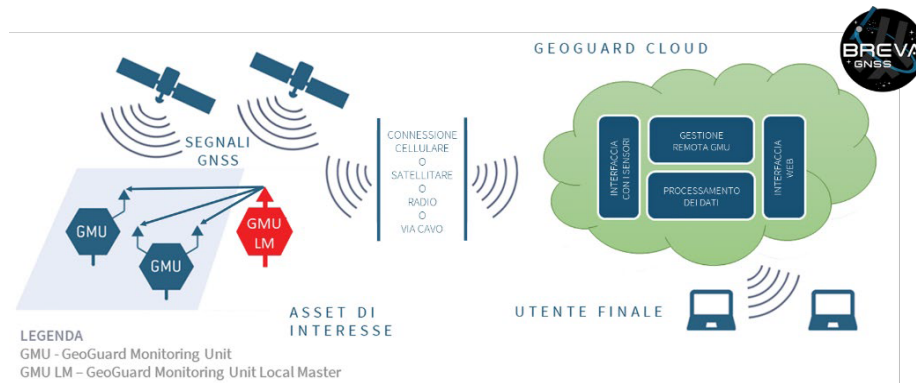 GEOGUARD CLOUD
BREVA
GNSS
SEGNALI
GNSS
CONNESSIONE
CELLULARE
O
SATELLITARE
O
RADIO
O
VIA CAVO
INTERFACCIA
CON I SENSORI
GESTIONE
REMOTA GMU
PROCESSAMENTO
DEI DATI
INTERFACCIA
WEB
GMU
GMU
GMU
LM
ASSET DI
INTERESSE
UTENTE FINALE
LEGENDA
GMU - GeoGuard Monitoring Unit
GMU LM – GeoGuard Monitoring Unit Local Master